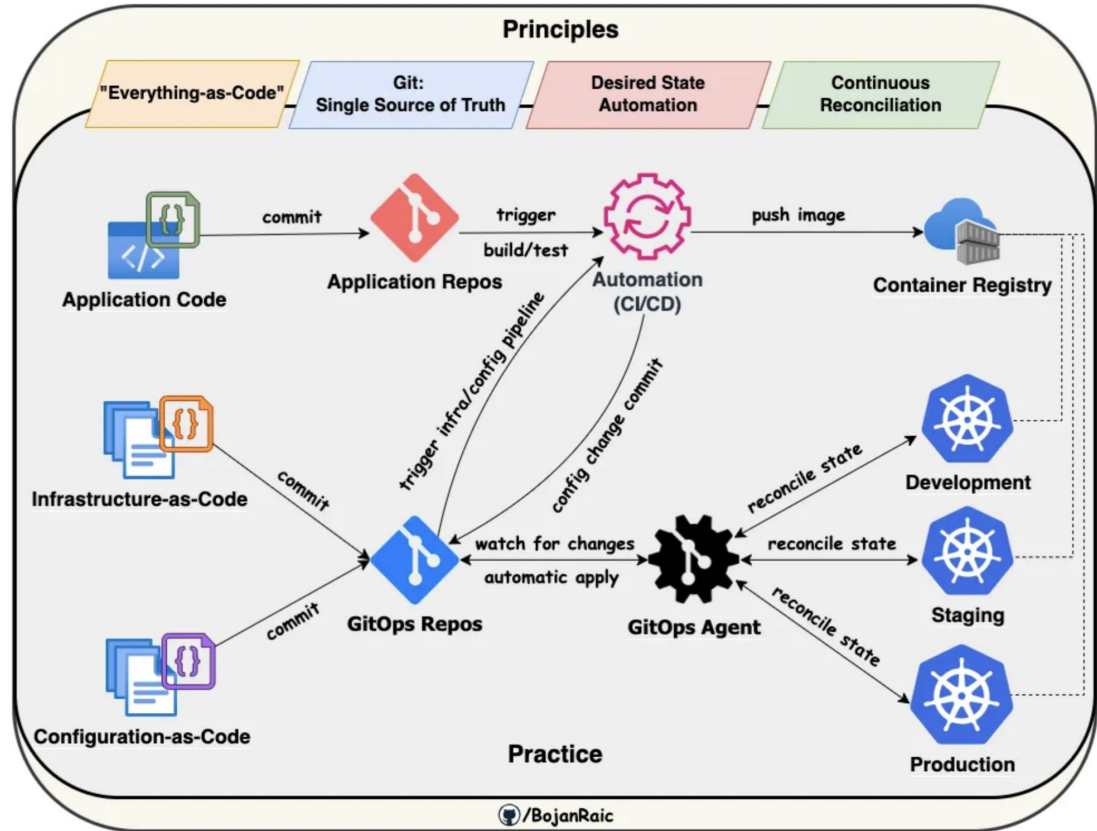 Principles
"Everything-as-Code"
Git:
Single Source of Truth
Desired State
Automation
Continuous
Reconciliation
commit
trigger
build/test
push image
Application Code
Application Repos
Automation
(CI/CD)
Container Registry
trigger infra/config pipeline
config change commit
Infrastructure-as-Code
commit
reconcile state
Development
watch for changes
automatic apply
reconcile state
GitOps Repos
GitOps Agent
Staging
commit
reconcile state
Configuration-as-Code
Practice
Production
/BojanRaic